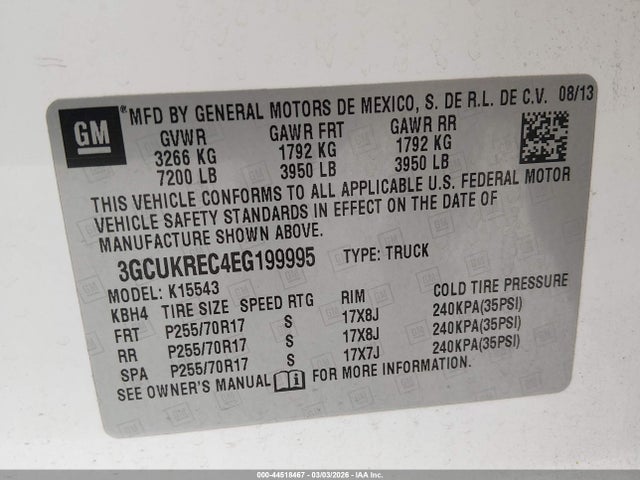 GM ® MFD BY GENERAL MOTORS DE MEXICO, S. DE R.L. DE C.V. 08/13
GVWR GAWR FRT GAWR RR
3266 KG 1792 KG 1792 KG
7200 LB 3950 LB 3950 LB
THIS VEHICLE CONFORMS TO ALL APPLICABLE U.S. FEDERAL MOTOR
VEHICLE SAFETY STANDARDS IN EFFECT ON THE DATE OF
MANUFACTURE SHOWN ABOVE.
3GCUKREC4EG199995 TYPE: TRUCK
MODEL: K15543
KBH4 TIRE SIZE SPEED RTG RIM COLD TIRE PRESSURE
FRT P255/70R17 S 17X8J 240KPA(35PSI)
RR P255/70R17 S 17X8J 240KPA(35PSI)
SPA P255/70R17 S 17X7J 240KPA(35PSI)
SEE OWNER'S MANUAL i FOR MORE INFORMATION.
000-44518467 - 03/03/2026 - IAA Inc.